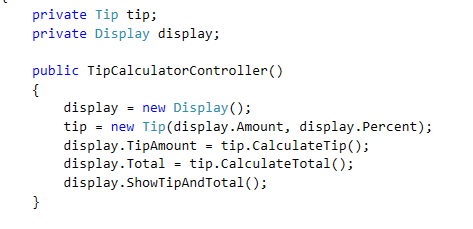 {
private Tip tip;
private Display display;
public TipCalculatorController()
{
display = new Display();
tip = new Tip(display.Amount, display.Percent);
display.TipAmount = tip.CalculateTip();
display.Total = tip.CalculateTotal();
display.ShowTipAndTotal();
}